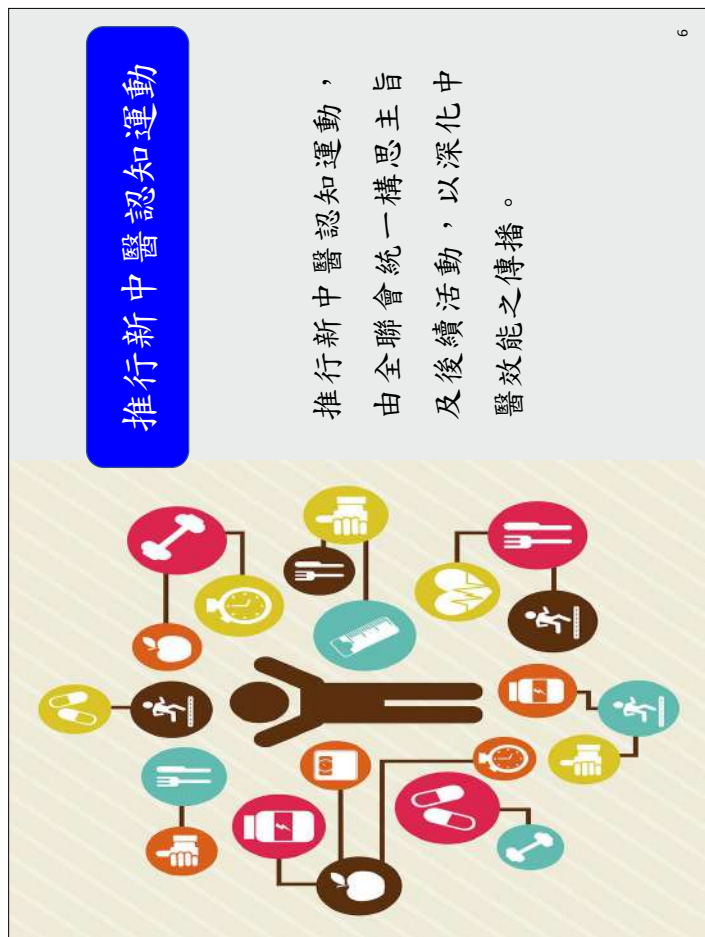 推行新中醫認知運動
推行新中醫認知運動，
由全聯會統一構思主旨
及後續活動，以深化中
醫效能之傳播。
6